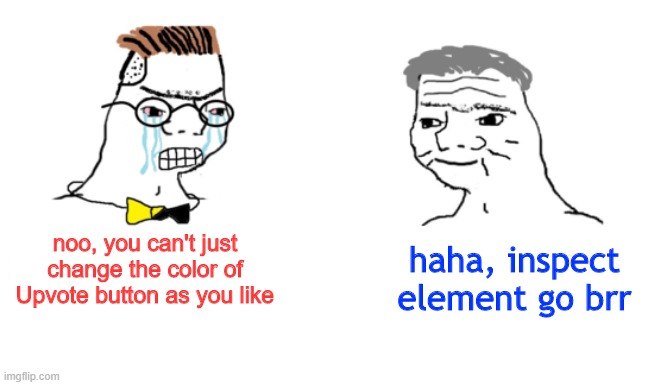 noo, you can't just
change the color of
Upvote button as you like
haha, inspect
element go brr
imgflip.com